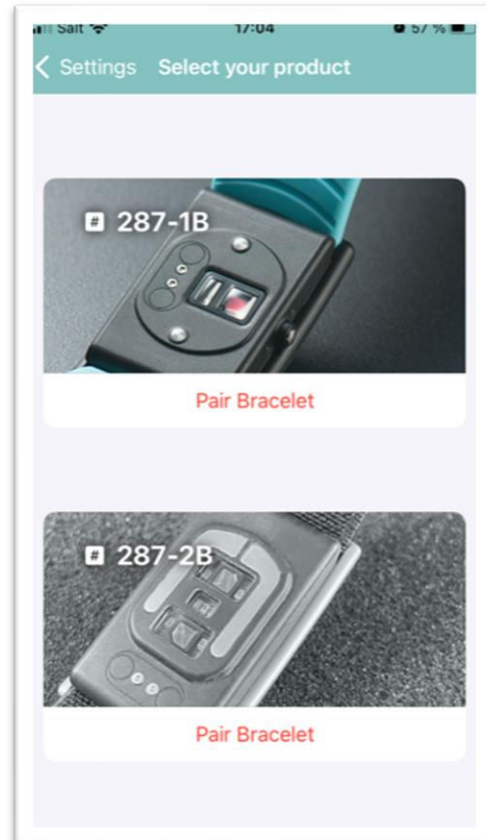 Salt 17:04 57 %
Settings Select your product
# 287-1B
Pair Bracelet
# 287-2B
Pair Bracelet